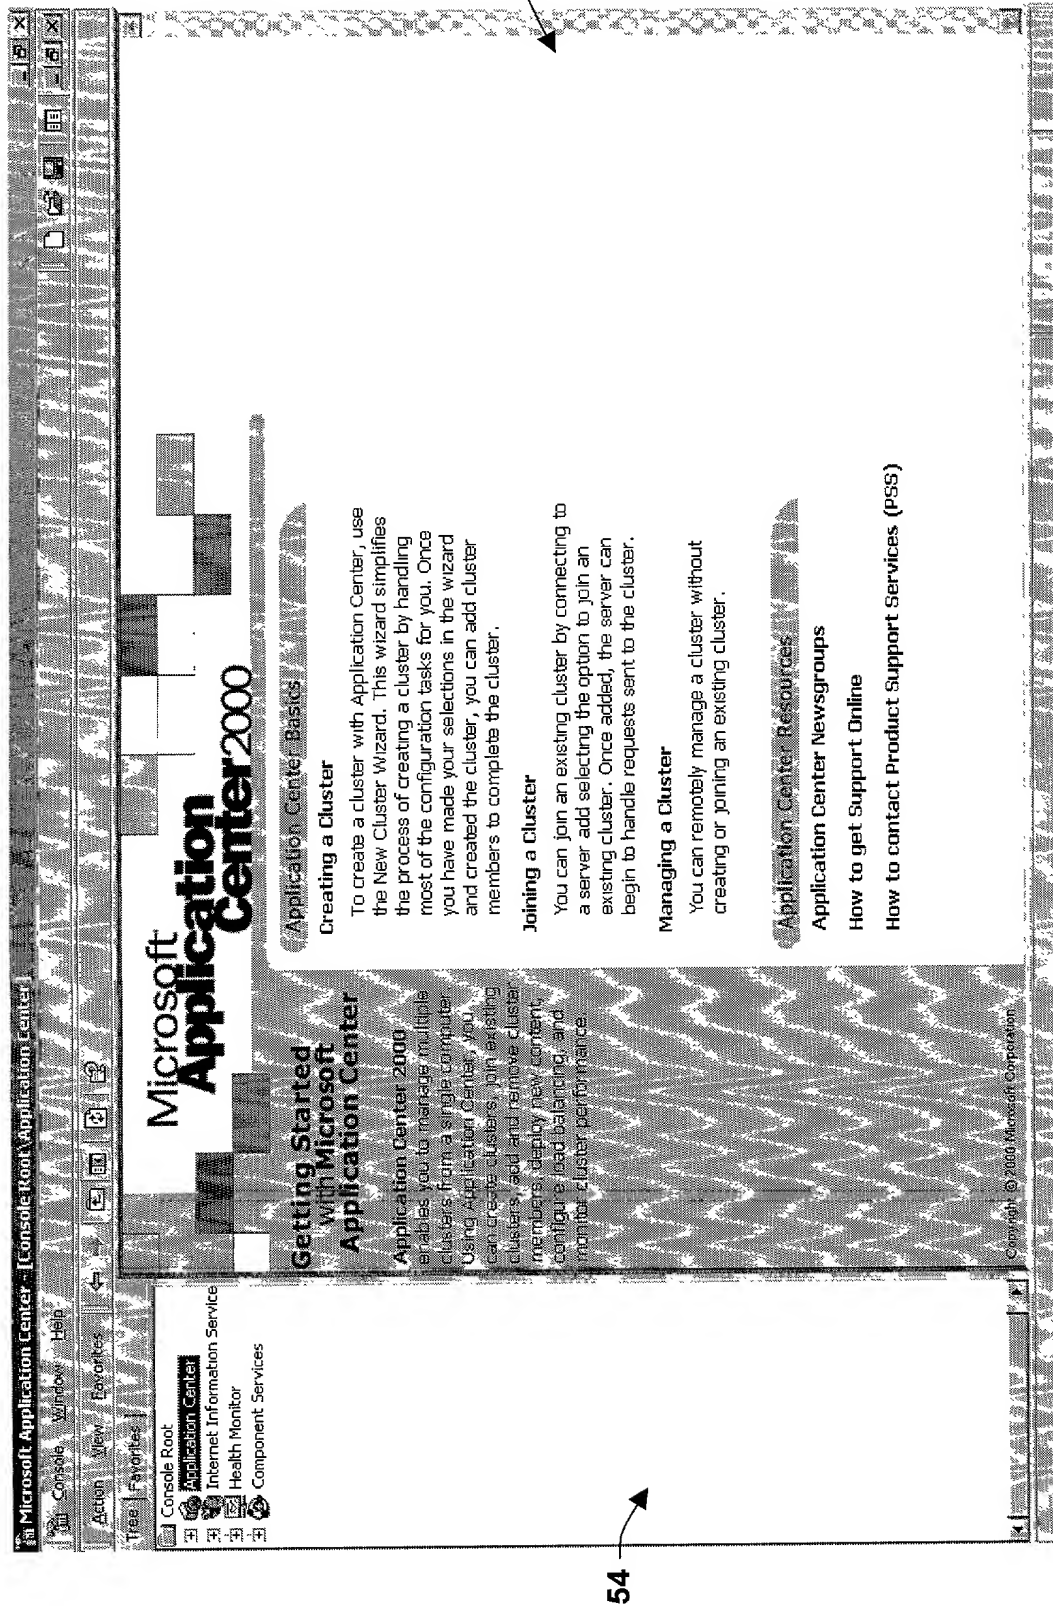 Microsoft Application Center - [Console Root\Application Center]
Console Window Help
Action View Favorites
Tree Favorites
Console Root
Application Center
Internet Information Service
Health Monitor
Component Services
Microsoft
Application
Center2000
Getting Started
with Microsoft
Application Center
Application Center 2000
enables you to manage multiple
clusters from a single computer.
Using Application Center, you
can create clusters, join existing
clusters, add and remove cluster
members, deploy new content,
configure load balancing, and
monitor cluster performance.
Copyright © 2000 Microsoft Corporation
Application Center Basics
Creating a Cluster
To create a cluster with Application Center, use
the New Cluster Wizard. This wizard simplifies
the process of creating a cluster by handling
most of the configuration tasks for you. Once
you have made your selections in the wizard
and created the cluster, you can add cluster
members to complete the cluster.
Joining a Cluster
You can join an existing cluster by connecting to
a server add selecting the option to join an
existing cluster. Once added, the server can
begin to handle requests sent to the cluster.
Managing a Cluster
You can remotely manage a cluster without
creating or joining an existing cluster.
Application Center Resources
Application Center Newsgroups
How to get Support Online
How to contact Product Support Services (PSS)
54